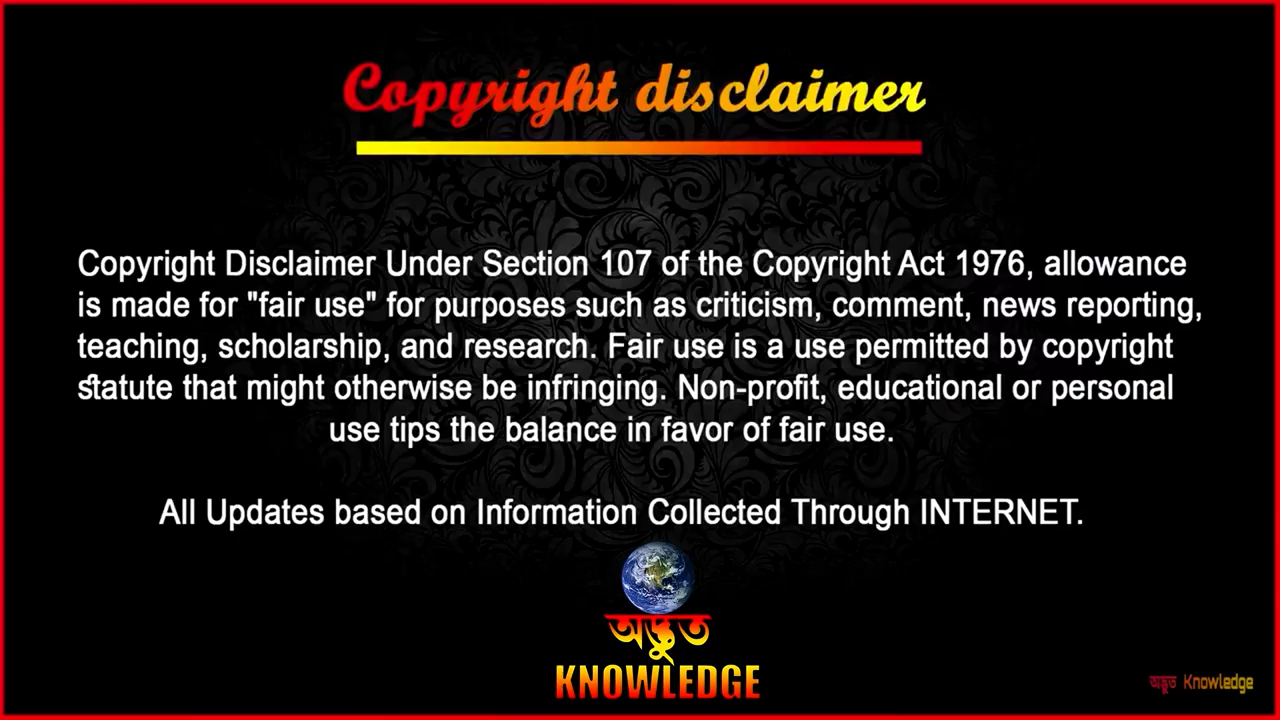 Copyright disclaimer
Copyright Disclaimer Under Section 107 of the Copyright Act 1976, allowance
is made for "fair use" for purposes such as criticism, comment, news reporting,
teaching, scholarship, and research. Fair use is a use permitted by copyright
statute that might otherwise be infringing. Non-profit, educational or personal
use tips the balance in favor of fair use.
All Updates based on Information Collected Through INTERNET.
অদ্ভুত
KNOWLEDGE
অদ্ভুত Knowledge